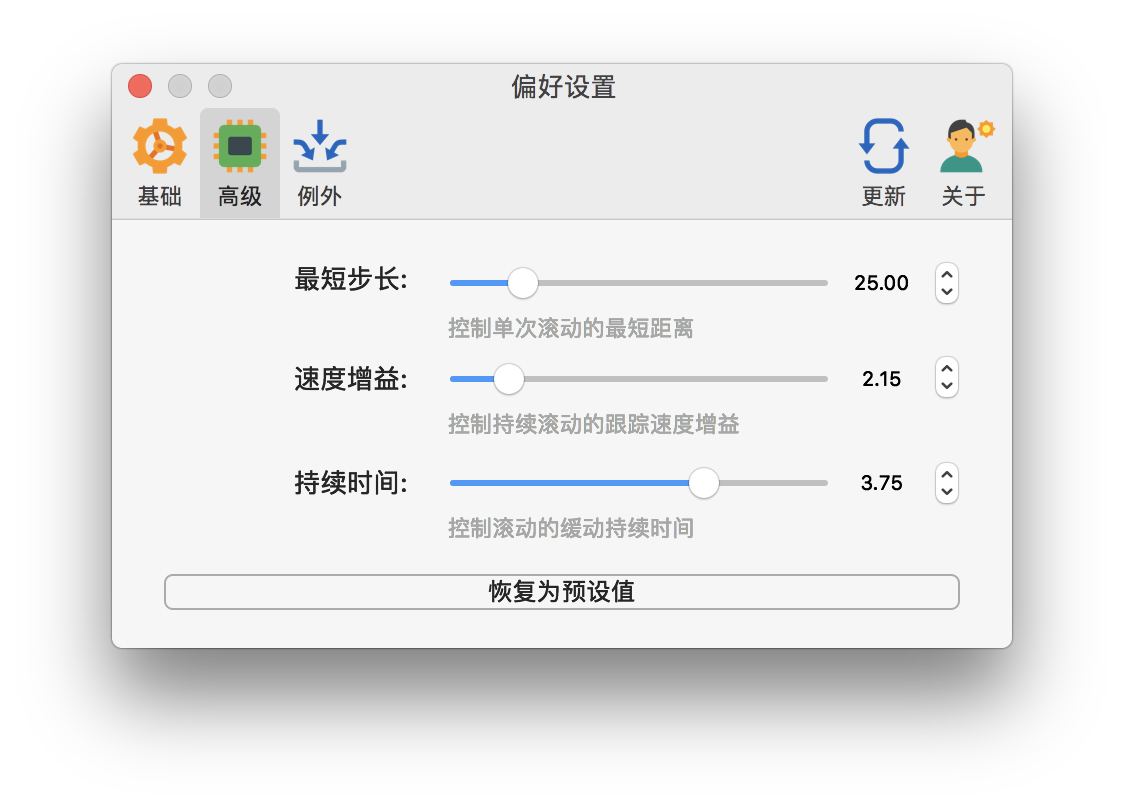 偏好设置
基础 高级 例外 更新 关于
最短步长: 25.00
控制单次滚动的最短距离
速度增益: 2.15
控制持续滚动的跟踪速度增益
持续时间: 3.75
控制滚动的缓动持续时间
恢复为预设值